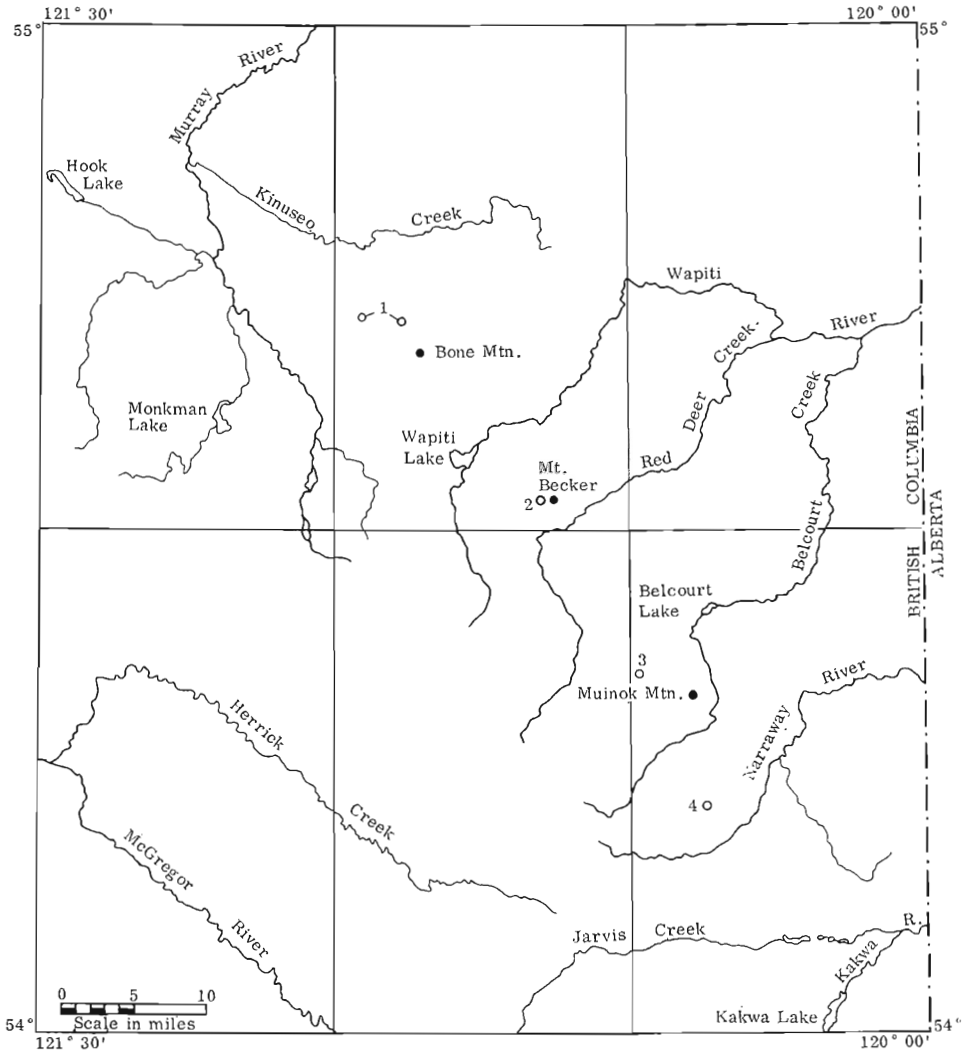 121° 30'
120° 00'
55°
55°
Murray River
Hook
Lake
Kinuseo Creek
Wapiti River
1
Bone Mtn.
Red Deer Creek.
Belcourt Creek
Monkman
Lake
Wapiti
Lake
Mt.
Becker
2
BRITISH COLUMBIA
ALBERTA
Belcourt
Lake
3
Muinok Mtn.
Narraway River
Herrick Creek
4
McGregor River
Jarvis Creek
R.
Kakwa
Kakwa Lake
0 5 10
Scale in miles
54°
54°
121° 30'
120° 00'